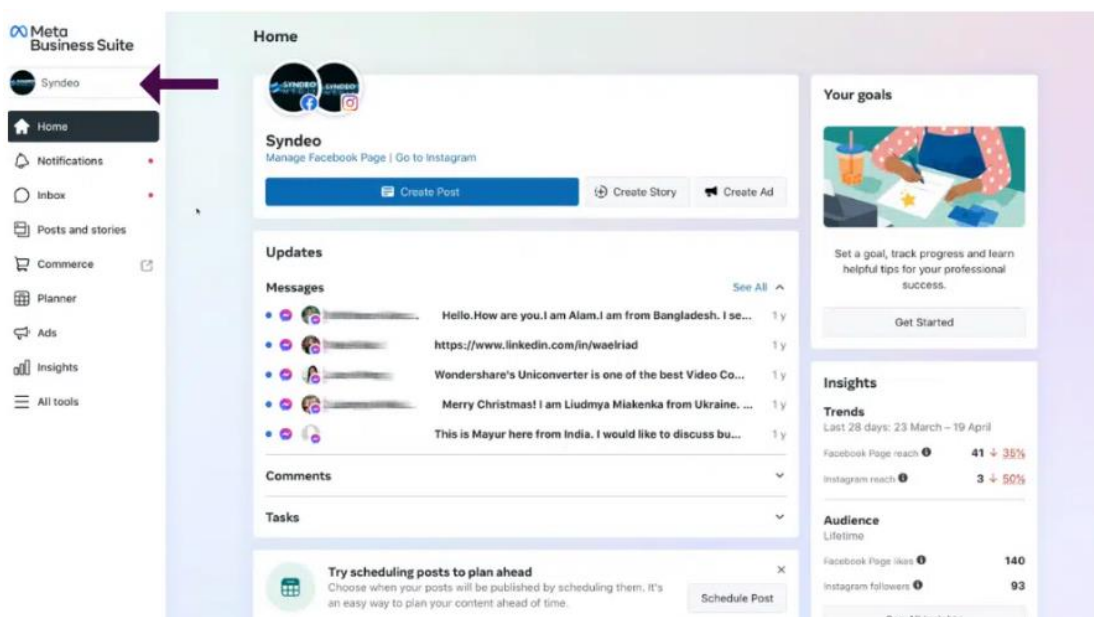 Meta
Business Suite
Syndeo
Home
Notifications
Inbox
Posts and stories
Commerce
Planner
Ads
Insights
All tools
Home
SYNDEO
SYNDEO
Syndeo
Manage Facebook Page | Go to Instagram
Create Post
Create Story
Create Ad
Updates
Messages
See All
Hello.How are you.I am Alam.I am from Bangladesh. I se... 1 y
https://www.linkedin.com/in/waelriad 1 y
Wondershare's Uniconverter is one of the best Video Co... 1 y
Merry Christmas! I am Liudmya Miakenka from Ukraine. ... 1 y
This is Mayur here from India. I would like to discuss bu... 1 y
Comments
Tasks
Try scheduling posts to plan ahead
Choose when your posts will be published by scheduling them. It's
an easy way to plan your content ahead of time.
Schedule Post
Your goals
Set a goal, track progress and learn
helpful tips for your professional
success.
Get Started
Insights
Trends
Last 28 days: 23 March – 19 April
Facebook Page reach 41 ↓ 35%
Instagram reach 3 ↓ 50%
Audience
Lifetime
Facebook Page likes 140
Instagram followers 93